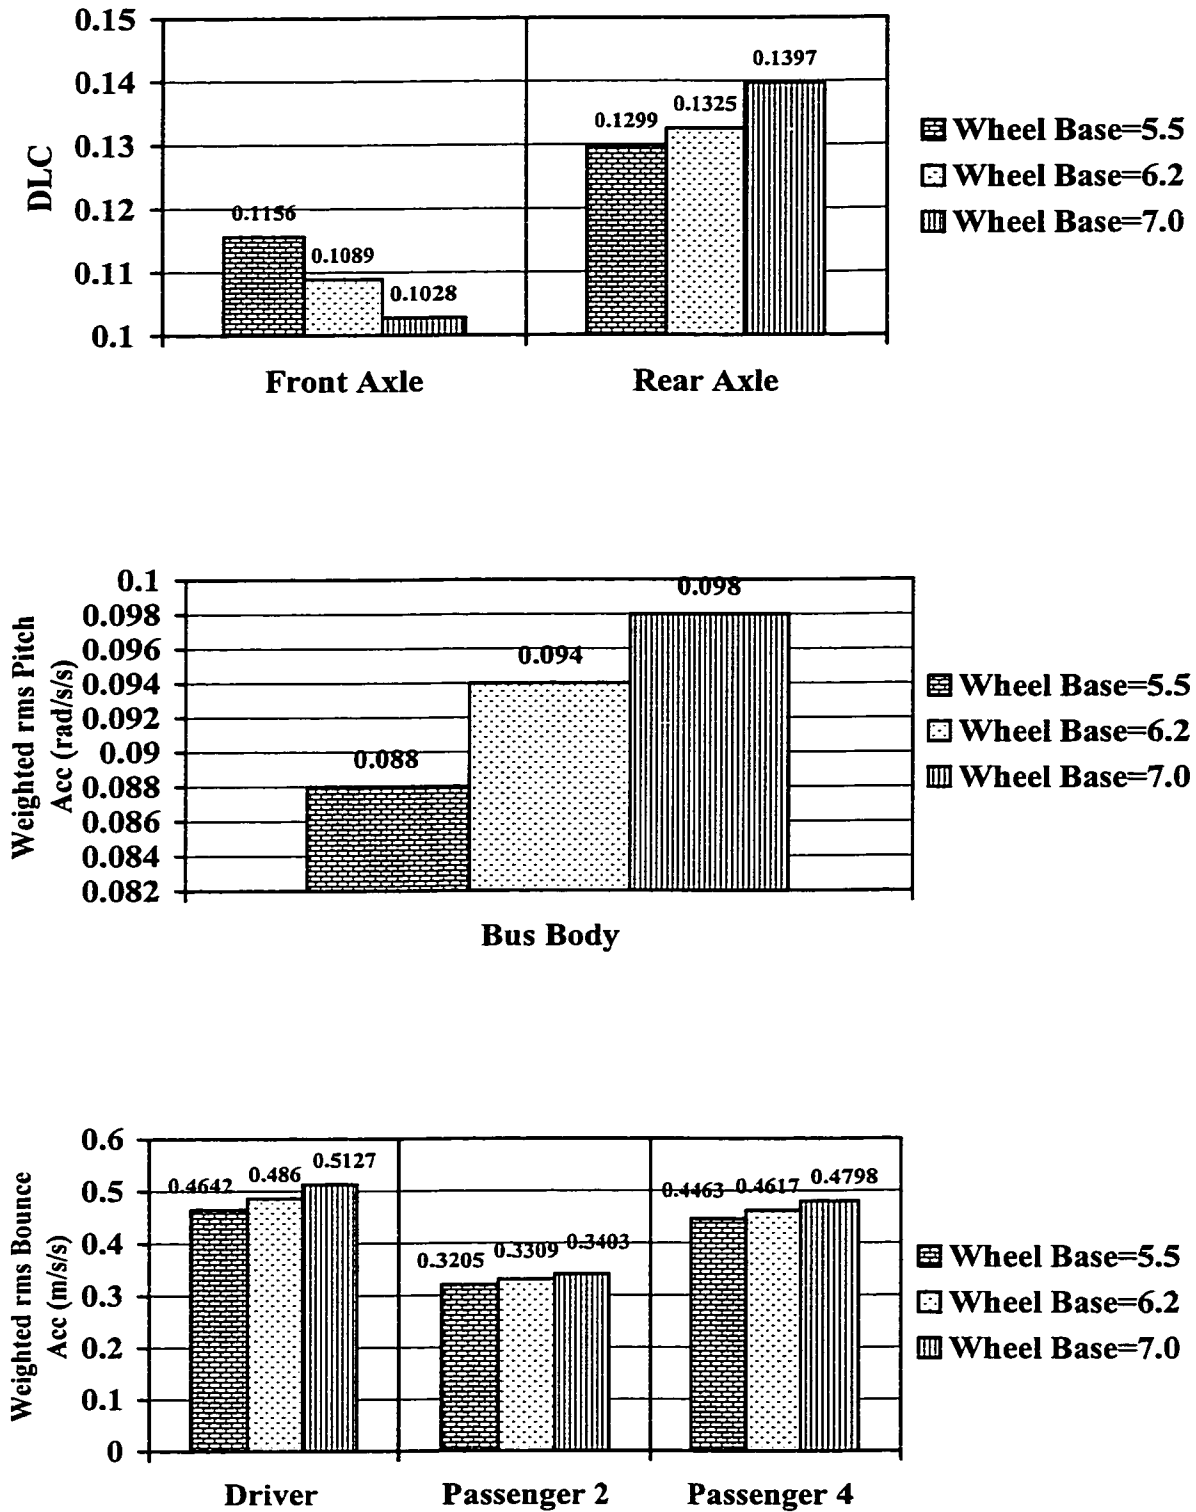 0.15
0.14
0.13
0.12
0.11
0.1
DLC
0.1156
0.1089
0.1028
0.1299
0.1325
0.1397
Front Axle
Rear Axle
Wheel Base=5.5
Wheel Base=6.2
Wheel Base=7.0
0.1
0.098
0.096
0.094
0.092
0.09
0.088
0.086
0.084
0.082
Weighted rms Pitch
Acc (rad/s/s)
0.088
0.094
0.098
Bus Body
Wheel Base=5.5
Wheel Base=6.2
Wheel Base=7.0
0.6
0.5
0.4
0.3
0.2
0.1
0
Weighted rms Bounce
Acc (m/s/s)
0.4642
0.486
0.5127
0.3205
0.3309
0.3403
0.4463
0.4617
0.4798
Driver
Passenger 2
Passenger 4
Wheel Base=5.5
Wheel Base=6.2
Wheel Base=7.0